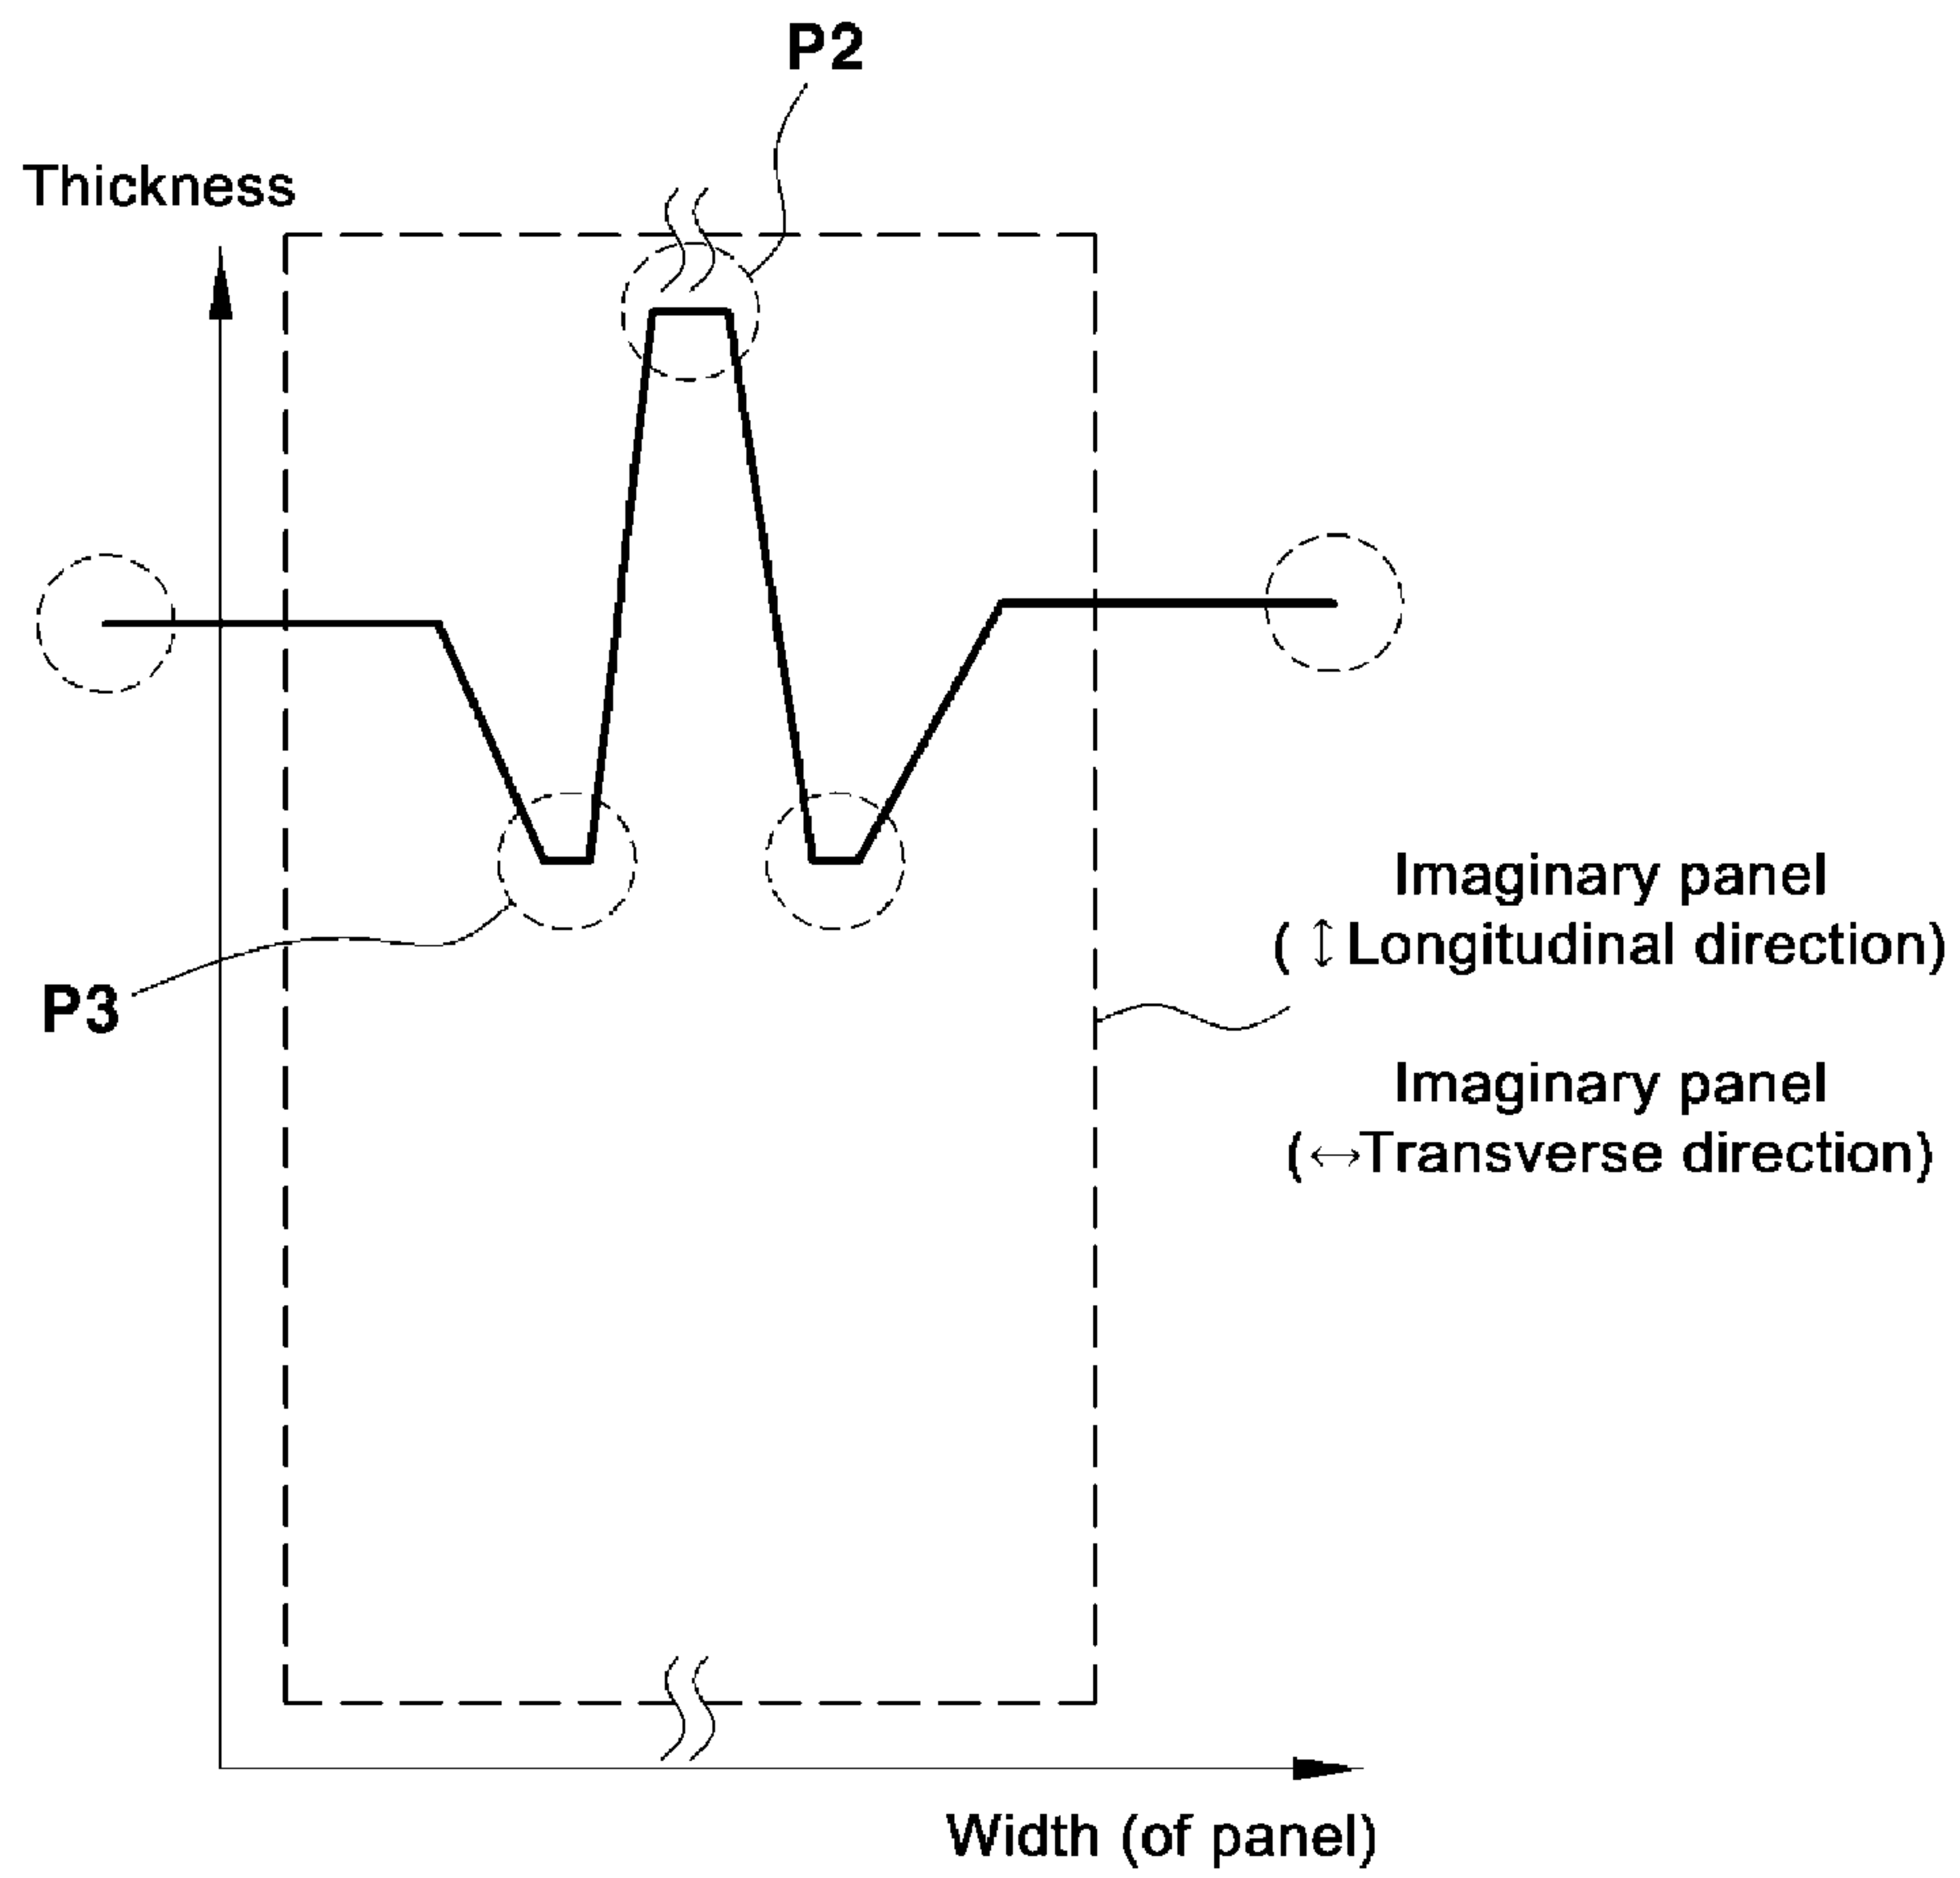 P2
Thickness
Imaginary panel
( ↕Longitudinal direction)
P3
Imaginary panel
(↔Transverse direction)
Width (of panel)